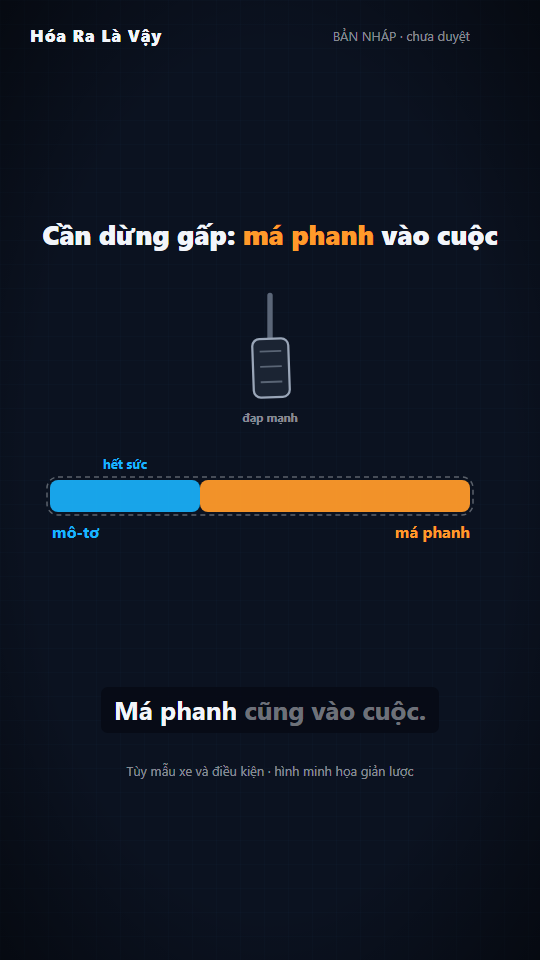 Hóa Ra Là Vậy
BẢN NHÁP · chưa duyệt
Cần dừng gấp: má phanh vào cuộc
đạp mạnh
hết sức
mô-tơ
má phanh
Má phanh cũng vào cuộc.
Tùy mẫu xe và điều kiện · hình minh họa giản lược